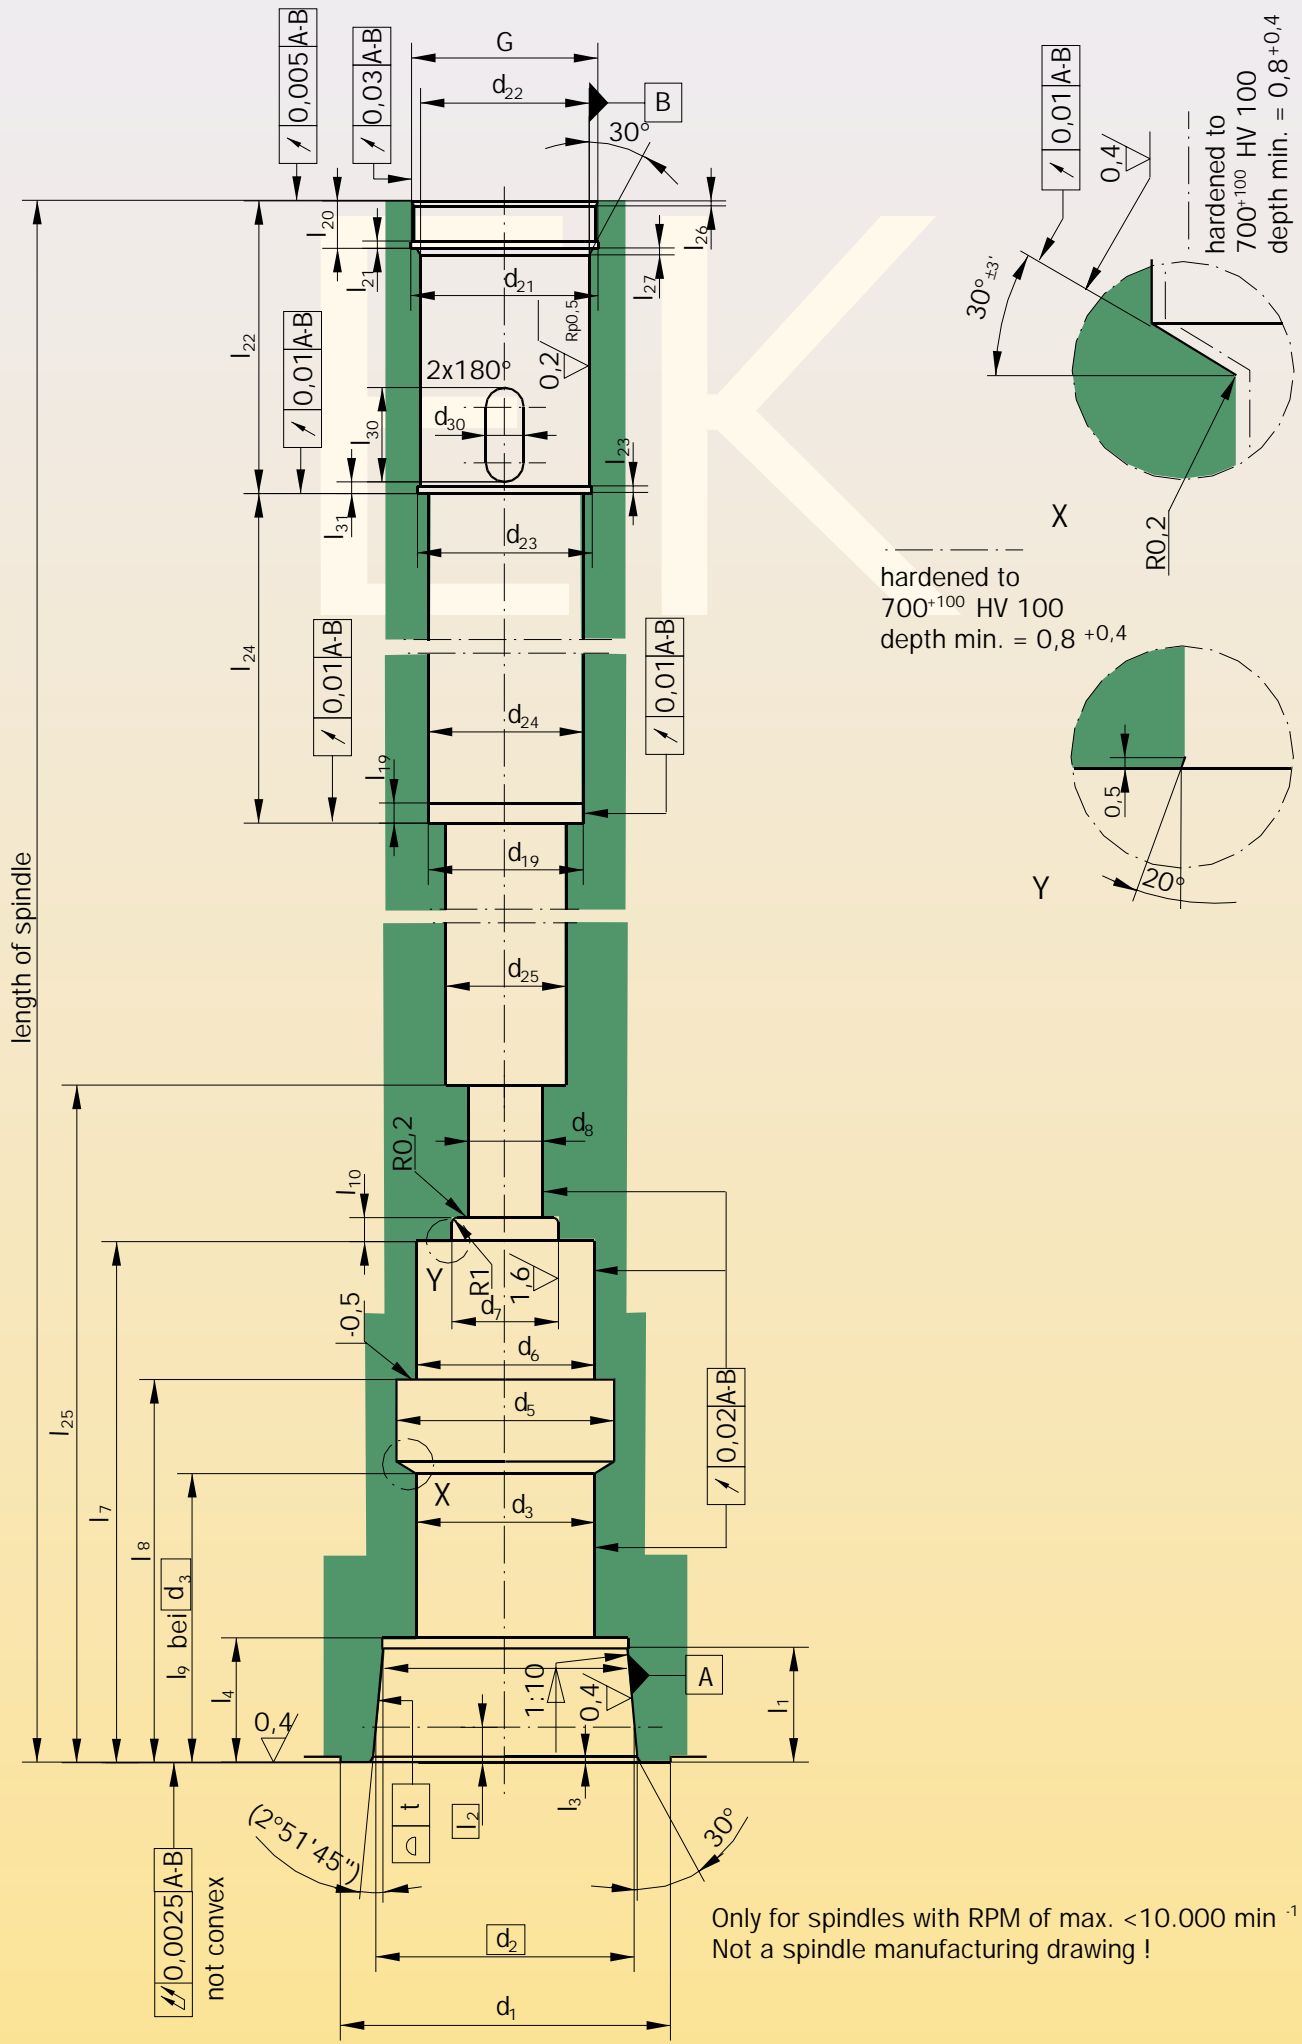 G
d22
B
30°
0,005 A-B
0,03 A-B
l20
l21
l26
l27
d21
l22
0,01 A-B
2x180°
0,2
Rp0,5
d30
l30
l23
l31
d23
EK
0,01 A-B
0,4
hardened to
700+100 HV 100
depth min. = 0,8 +0,4
30°±3'
X
R0,2
hardened to
700+100 HV 100
depth min. = 0,8 +0,4
0,5
20°
Y
l24
0,01 A-B
0,01 A-B
d24
l19
d19
length of spindle
d25
d8
R0,2
l10
Y
R1
1,6
d7
-0,5
d6
d5
l25
X
0,02 A-B
d3
l7
l8
l9 bei d3
l4
1:10
0,4
A
l1
0,4
t
l2
l3
(2°51'45")
30°
0,0025 A-B
not convex
d2
d1
Only for spindles with RPM of max. <10.000 min -1
Not a spindle manufacturing drawing !